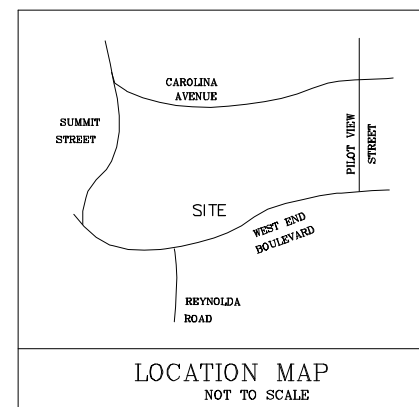 CAROLINA
AVENUE
SUMMIT
STREET
PILOT VIEW
STREET
SITE
WEST END
BOULEVARD
REYNOLDA
ROAD
LOCATION MAP
NOT TO SCALE